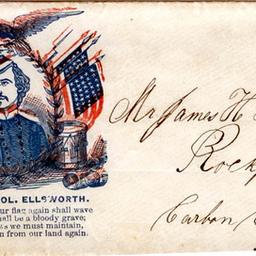 OL. ELLSWORTH.
ur flag again shall wave
all be a bloody grave;
s we must maintain,
n from our land again.
Mr James H
Rock
Carbon